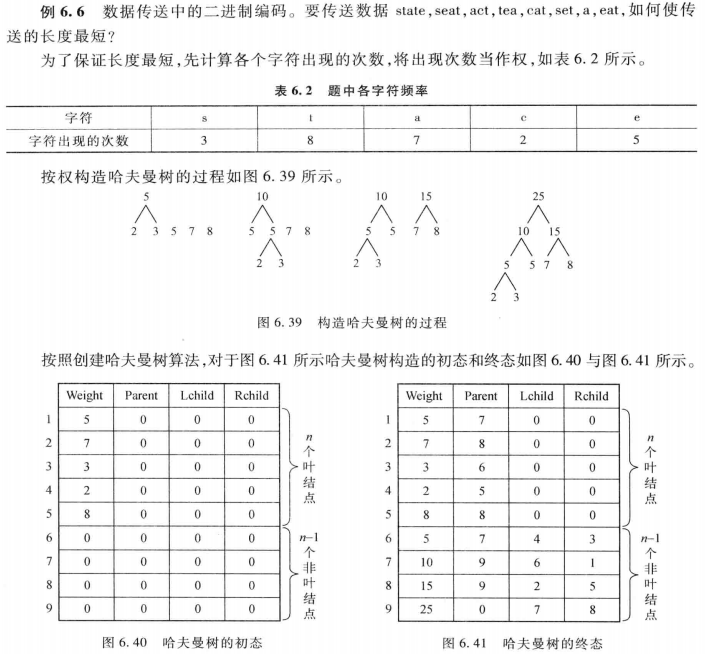 例 6.6 数据传送中的二进制编码。要传送数据 state,seat,act,tea,cat,set,a,eat,如何使传
送的长度最短?
为了保证长度最短,先计算各个字符出现的次数,将出现次数当作权,如表 6.2 所示。
表 6.2 题中各字符频率
字符 s t a c e
字符出现的次数 3 8 7 2 5
按权构造哈夫曼树的过程如图 6.39 所示。
5 10 10 15 25
2 3 5 7 8 5 5 7 8 5 5 7 8 10 15
2 3 2 3 5 5 7 8
2 3
图 6.39 构造哈夫曼树的过程
按照创建哈夫曼树算法,对于图 6.41 所示哈夫曼树构造的初态和终态如图 6.40 与图 6.41 所示。
Weight Parent Lchild Rchild
1 5 0 0 0
2 7 0 0 0
3 3 0 0 0
4 2 0 0 0
5 8 0 0 0
6 0 0 0 0
7 0 0 0 0
8 0 0 0 0
9 0 0 0 0
n个叶结点
n-1个非叶结点
图 6.40 哈夫曼树的初态
Weight Parent Lchild Rchild
1 5 7 0 0
2 7 8 0 0
3 3 6 0 0
4 2 5 0 0
5 8 8 0 0
6 5 7 4 3
7 10 9 6 1
8 15 9 2 5
9 25 0 7 8
n个叶结点
n-1个非叶结点
图 6.41 哈夫曼树的终态